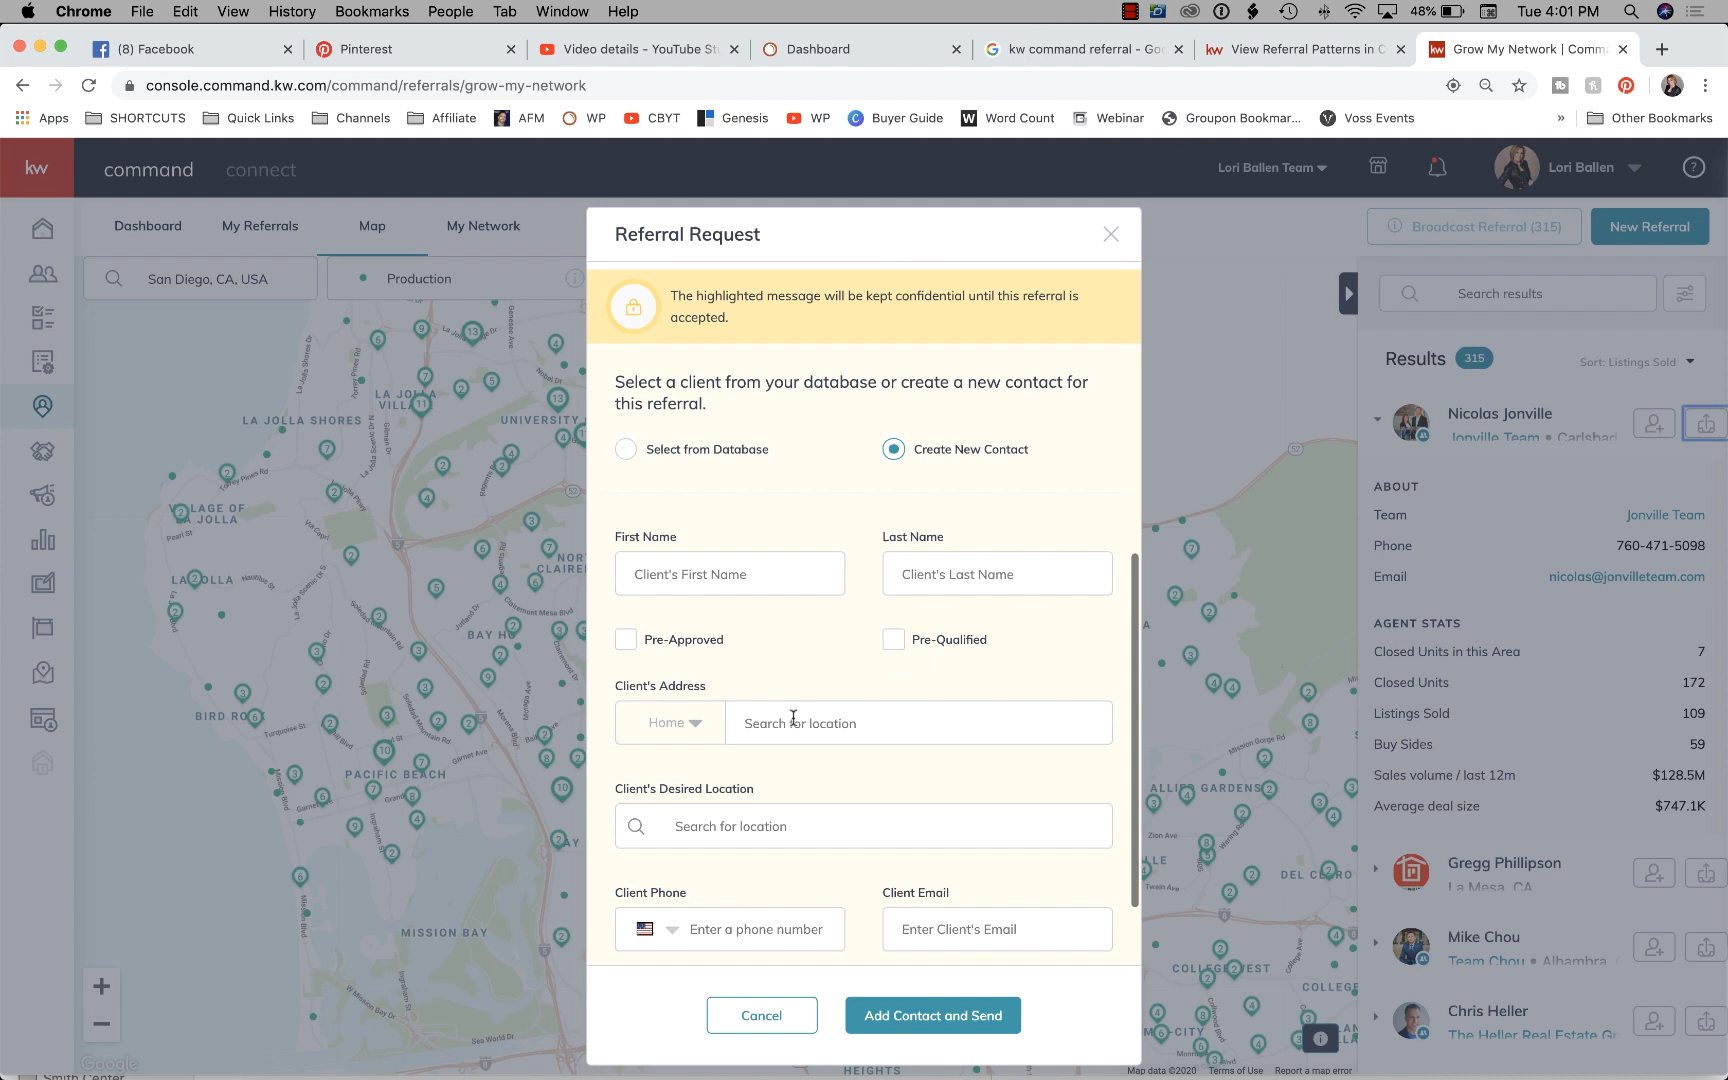 Chrome File Edit View History Bookmarks People Tab Window Help
48% Tue 4:01 PM
(8) Facebook
Pinterest
Video details - YouTube St
Dashboard
kw command referral - Go
View Referral Patterns in C
Grow My Network | Comm
console.command.kw.com/command/referrals/grow-my-network
Apps SHORTCUTS Quick Links Channels Affiliate AFM WP CBYT Genesis WP Buyer Guide Word Count Webinar Groupon Bookmar... Voss Events » Other Bookmarks
kw command connect
Lori Ballen Team
Lori Ballen
Dashboard My Referrals Map My Network
Broadcast Referral (315)
New Referral
San Diego, CA, USA
Production
Search results
Referral Request
The highlighted message will be kept confidential until this referral is
accepted.
Select a client from your database or create a new contact for
this referral.
Select from Database
Create New Contact
First Name
Last Name
Client's First Name
Client's Last Name
Pre-Approved
Pre-Qualified
Client's Address
Home
Search for location
Client's Desired Location
Search for location
Client Phone
Client Email
Enter a phone number
Enter Client's Email
Cancel
Add Contact and Send
Results 315
Sort: Listings Sold
Nicolas Jonville
Jonville Team • Carlsbad
ABOUT
Team Jonville Team
Phone 760-471-5098
Email nicolas@jonvilleteam.com
AGENT STATS
Closed Units in this Area 7
Closed Units 172
Listings Sold 109
Buy Sides 59
Sales volume / last 12m $128.5M
Average deal size $747.1K
Gregg Phillipson
La Mesa, CA
Mike Chou
Team Chou • Alhambra,
Chris Heller
The Heller Real Estate Gr
LA JOLLA SHORES
LA JOLLA
UNIVERSITY
VILLAGE OF
LA JOLLA
BAY HO
BIRD ROCK
PACIFIC BEACH
MISSION BAY
DEL CERRO
COLLEGE WEST
COLLEGE
HEIGHTS
Google
Map data ©2020 Terms of Use Report a map error
Smith Center